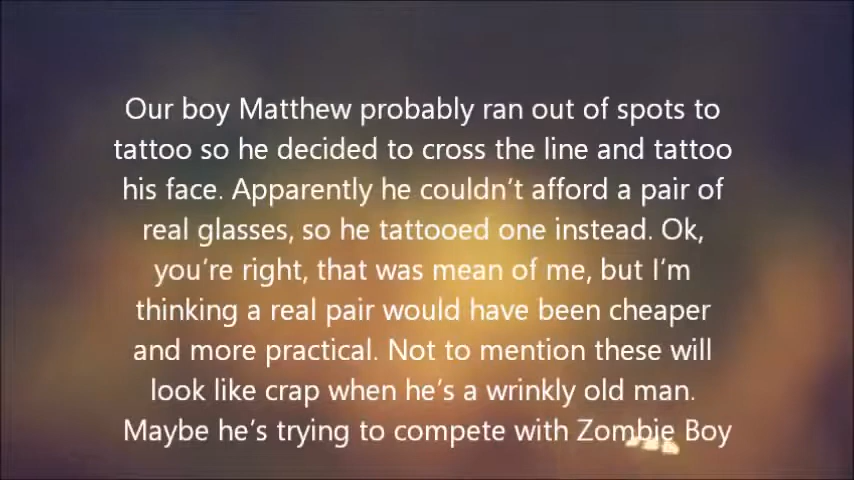 Our boy Matthew probably ran out of spots to
tattoo so he decided to cross the line and tattoo
his face. Apparently he couldn’t afford a pair of
real glasses, so he tattooed one instead. Ok,
you’re right, that was mean of me, but I’m
thinking a real pair would have been cheaper
and more practical. Not to mention these will
look like crap when he’s a wrinkly old man.
Maybe he’s trying to compete with Zombie Boy